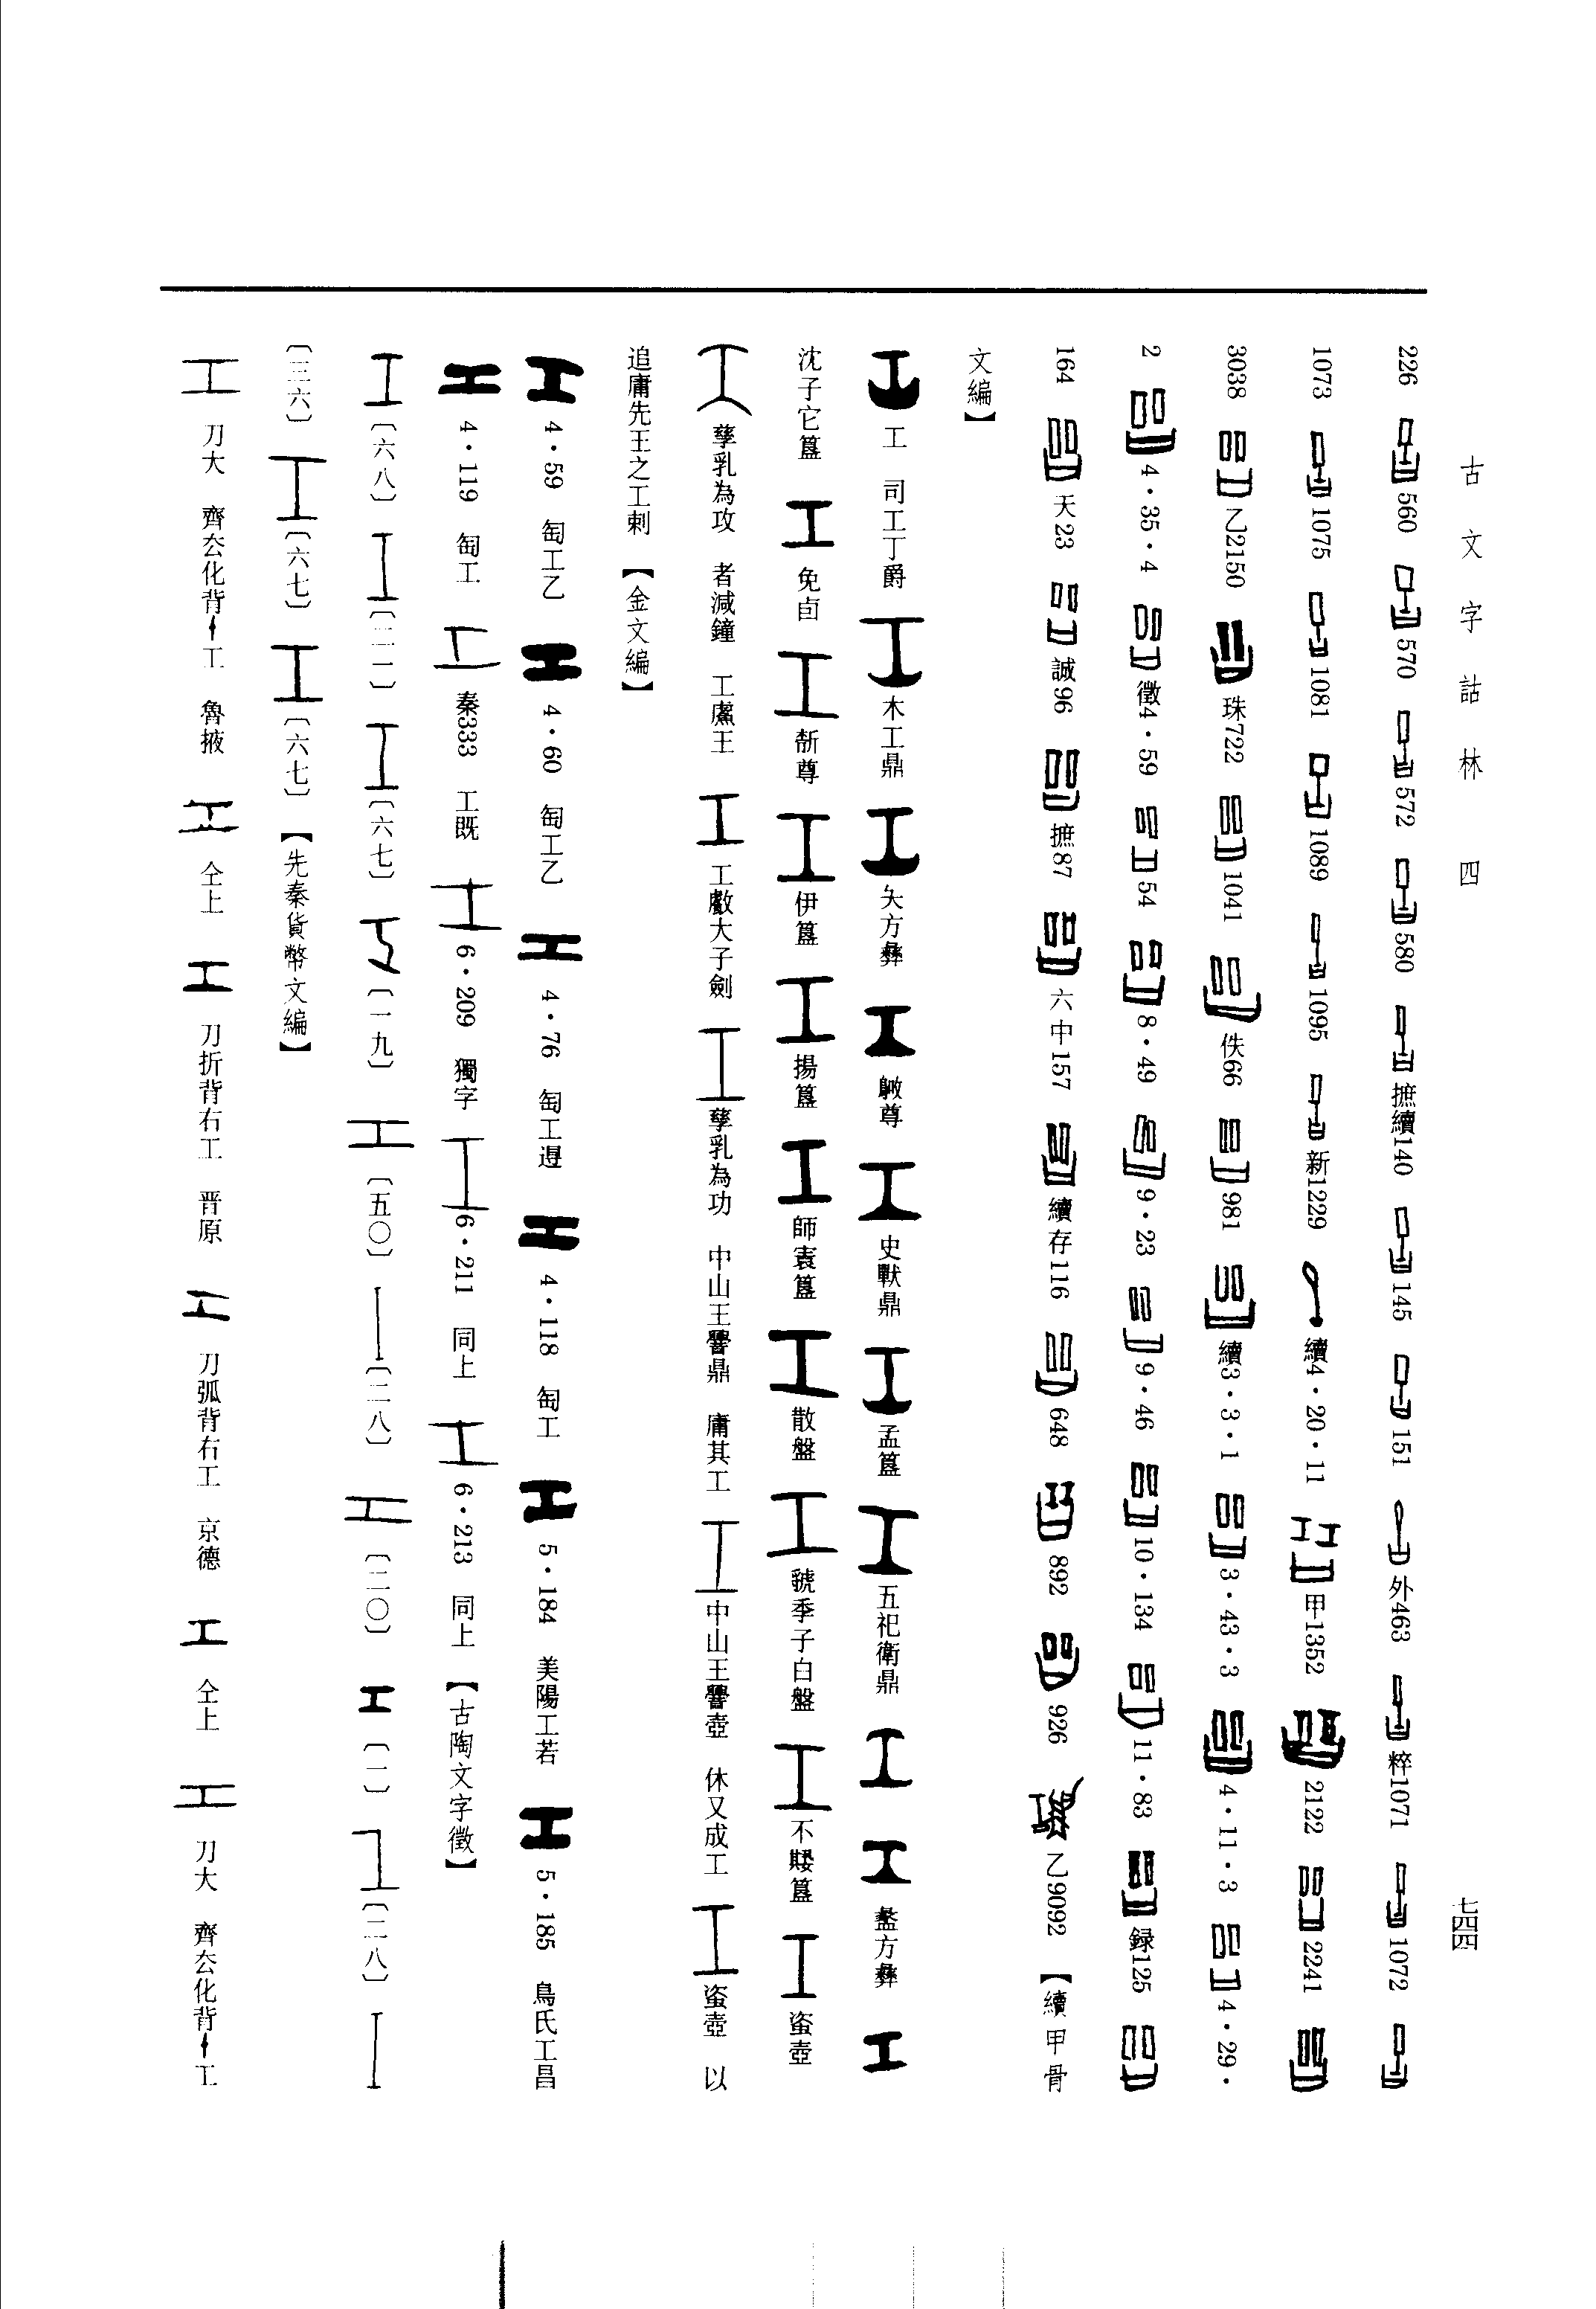 古文字詁林 四
七四四
226 560 570 572 580 摭續140 145 151 外463 粹1071 1072
1073 1075 1081 1089 1095 新1229 續4·20·11 甲1352 2122 2241
3038 乙2150 珠722 1041 佚66 981 續3·3·1 3·43·3 4·11·3 4·29·
2 4·35·4 徵4·59 54 8·49 9·23 9·46 10·134 11·83 録125
164 天23 誠96 摭87 六中157 續存116 648 892 926 乙9092 【續甲骨
文編】
工 司工丁爵 木工鼎 矢方彝 尊 史獸鼎 孟簋 五祀衛鼎 盠方彝
沈子它簋 免卣 尊 伊簋 揚簋 師㝨簋 散盤 虢季子白盤 不簋 盗壺
孳乳為攻 者減鐘 工䱷王 工大子劍 孳乳為功 中山王鼎 庸其工 中山王壺 休又成工 盗壺 以
追庸先王之工剌 【金文編】
4·59 匋工乙 4·60 匋工乙 4·76 匋工 4·118 匋工 5·184 美陽工若 5·185 鳥氏工昌
4·119 匋工 秦333 工既 6·209 獨字 6·211 同上 6·213 同上 【古陶文字徵】
〔六八〕 〔二一〕 〔六七〕 〔一九〕 〔五〇〕 〔二八〕 〔二〇〕 〔一〕 〔二八〕
〔三六〕 〔六七〕 〔六七〕 【先秦貨幣文編】
刀大 齊厺化背工 魯掖 仝上 刀折背右工 晋原 刀弧背右工 京德 仝上 刀大 齊厺化背工